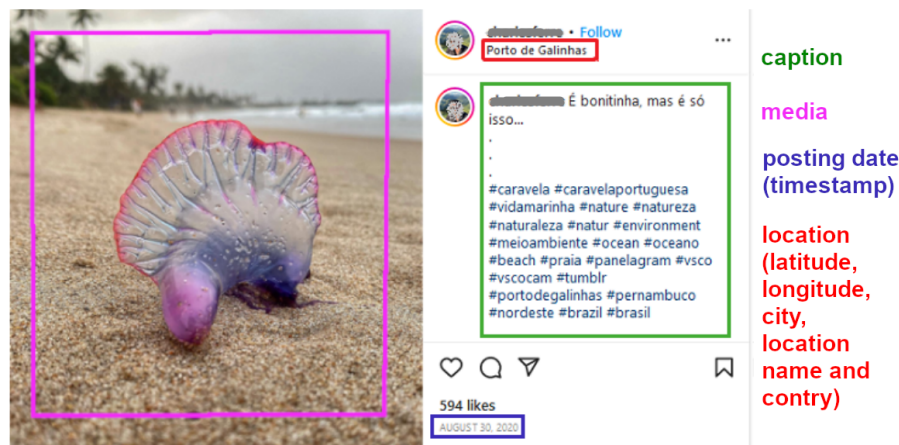 • Follow
Porto de Galinhas
...
É bonitinha, mas é só
isso...
.
.
.
#caravela #caravelaportuguesa
#vidamarinha #nature #natureza
#naturaleza #natur #environment
#meioambiente #ocean #oceano
#beach #praia #panelagram #vsco
#vscocam #tumblr
#portodegalinhas #pernambuco
#nordeste #brazil #brasil
594 likes
AUGUST 30, 2020
caption
media
posting date
(timestamp)
location
(latitude,
longitude,
city,
location
name and
contry)